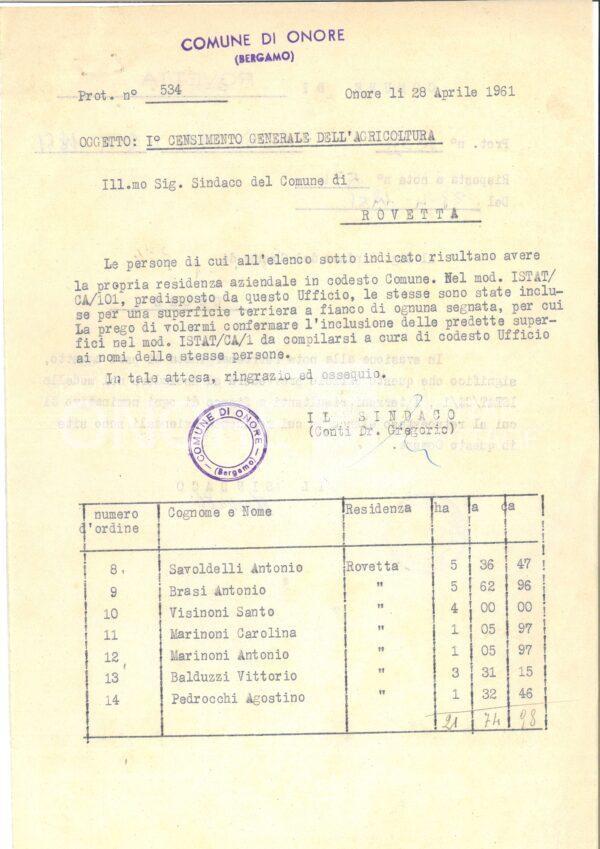 COMUNE DI ONORE
(BERGAMO)
Prot. n° 534 Onore li 28 Aprile 1961
OGGETTO: I° CENSIMENTO GENERALE DELL'AGRICOLTURA
Ill.mo Sig. Sindaco del Comune di
ROVETTA
Le persone di cui all'elenco sotto indicato risultano avere
la propria residenza aziendale in codesto Comune. Nel mod. ISTAT/
CA/101, predisposto da questo Ufficio, le stesse sono state inclu-
se per una superficie terriera a fianco di ognuna segnata, per cui
La prego di volermi confermare l'inclusione delle predette super-
fici nel mod. ISTAT/CA/1 da compilarsi a cura di codesto Ufficio
ai nomi delle stesse persone.
In tale attesa, ringrazio ed ossequio.
IL SINDACO
(Conti Dr. Gregorio)
COMUNE DI ONORE
(Bergamo)
numero d'ordine Cognome e Nome Residenza ha a ca
8 Savoldelli Antonio Rovetta 5 36 47
9 Brasi Antonio " 5 62 96
10 Visinoni Santo " 4 00 00
11 Marinoni Carolina " 1 05 97
12 Marinoni Antonio " 1 05 97
13 Balduzzi Vittorio " 3 31 15
14 Pedrocchi Agostino " 1 32 46
21 74 98